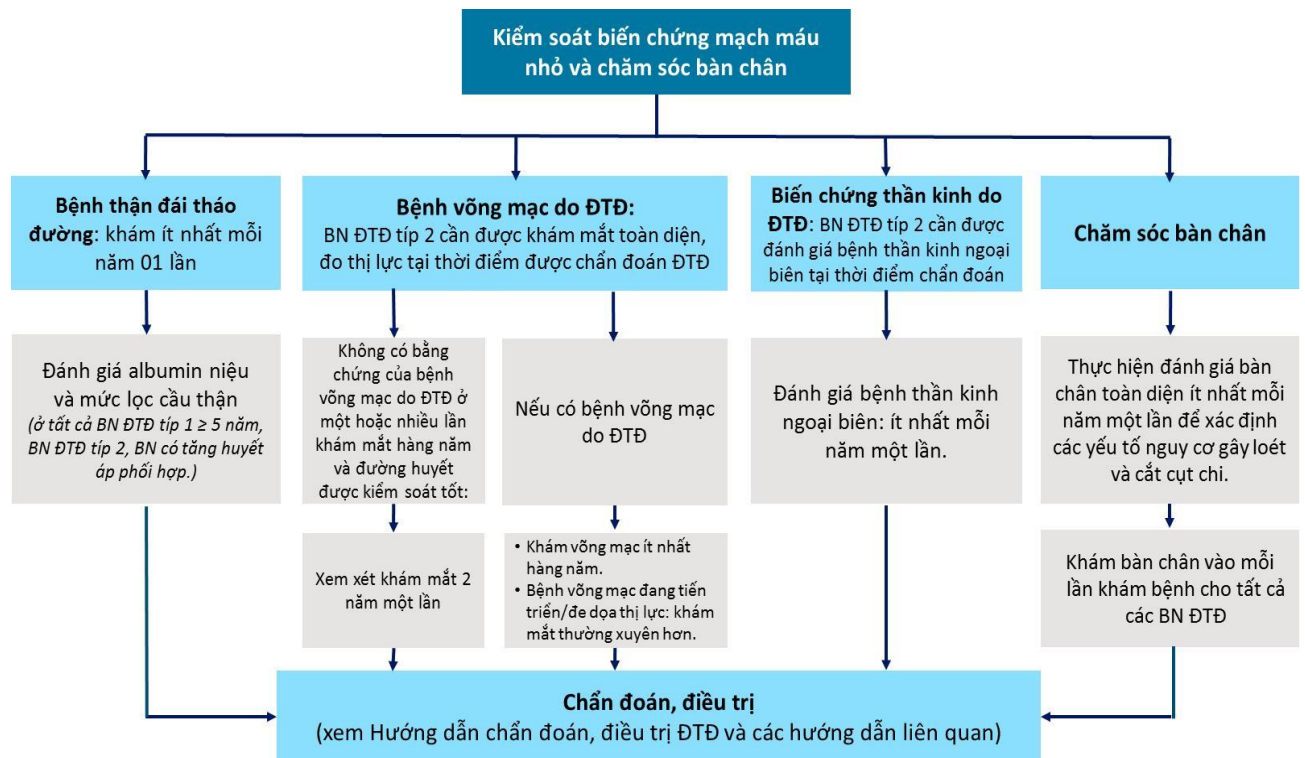 Kiểm soát biến chứng mạch máu
nhỏ và chăm sóc bàn chân
Bệnh thận đái tháo
đường: khám ít nhất mỗi
năm 01 lần
Bệnh võng mạc do ĐTĐ:
BN ĐTĐ típ 2 cần được khám mắt toàn diện,
đo thị lực tại thời điểm được chẩn đoán ĐTĐ
Biến chứng thần kinh do
ĐTĐ: BN ĐTĐ típ 2 cần được
đánh giá bệnh thần kinh ngoại
biên tại thời điểm chẩn đoán
Chăm sóc bàn chân
Đánh giá albumin niệu
và mức lọc cầu thận
(ở tất cả BN ĐTĐ típ 1 ≥ 5 năm,
BN ĐTĐ típ 2, BN có tăng huyết
áp phối hợp.)
Không có bằng
chứng của bệnh
võng mạc do ĐTĐ ở
một hoặc nhiều lần
khám mắt hàng năm
và đường huyết
được kiểm soát tốt:
Nếu có bệnh võng mạc
do ĐTĐ
Đánh giá bệnh thần kinh
ngoại biên: ít nhất mỗi
năm một lần.
Thực hiện đánh giá bàn
chân toàn diện ít nhất mỗi
năm một lần để xác định
các yếu tố nguy cơ gây loét
và cắt cụt chi.
Xem xét khám mắt 2
năm một lần
• Khám võng mạc ít nhất
hàng năm.
• Bệnh võng mạc đang tiến
triển/đe dọa thị lực: khám
mắt thường xuyên hơn.
Khám bàn chân vào mỗi
lần khám bệnh cho tất cả
các BN ĐTĐ
Chẩn đoán, điều trị
(xem Hướng dẫn chẩn đoán, điều trị ĐTĐ và các hướng dẫn liên quan)